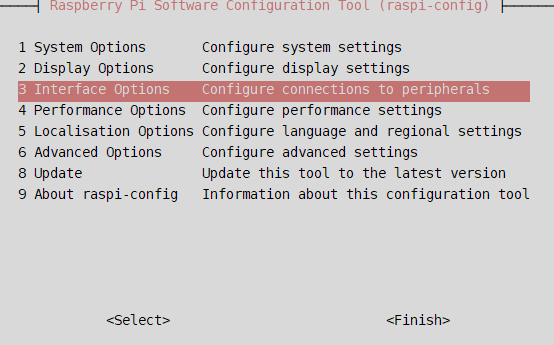 Raspberry Pi Software Configuration Tool (raspi-config)
1 System Options Configure system settings
2 Display Options Configure display settings
3 Interface Options Configure connections to peripherals
4 Performance Options Configure performance settings
5 Localisation Options Configure language and regional settings
6 Advanced Options Configure advanced settings
8 Update Update this tool to the latest version
9 About raspi-config Information about this configuration tool
<Select> <Finish>